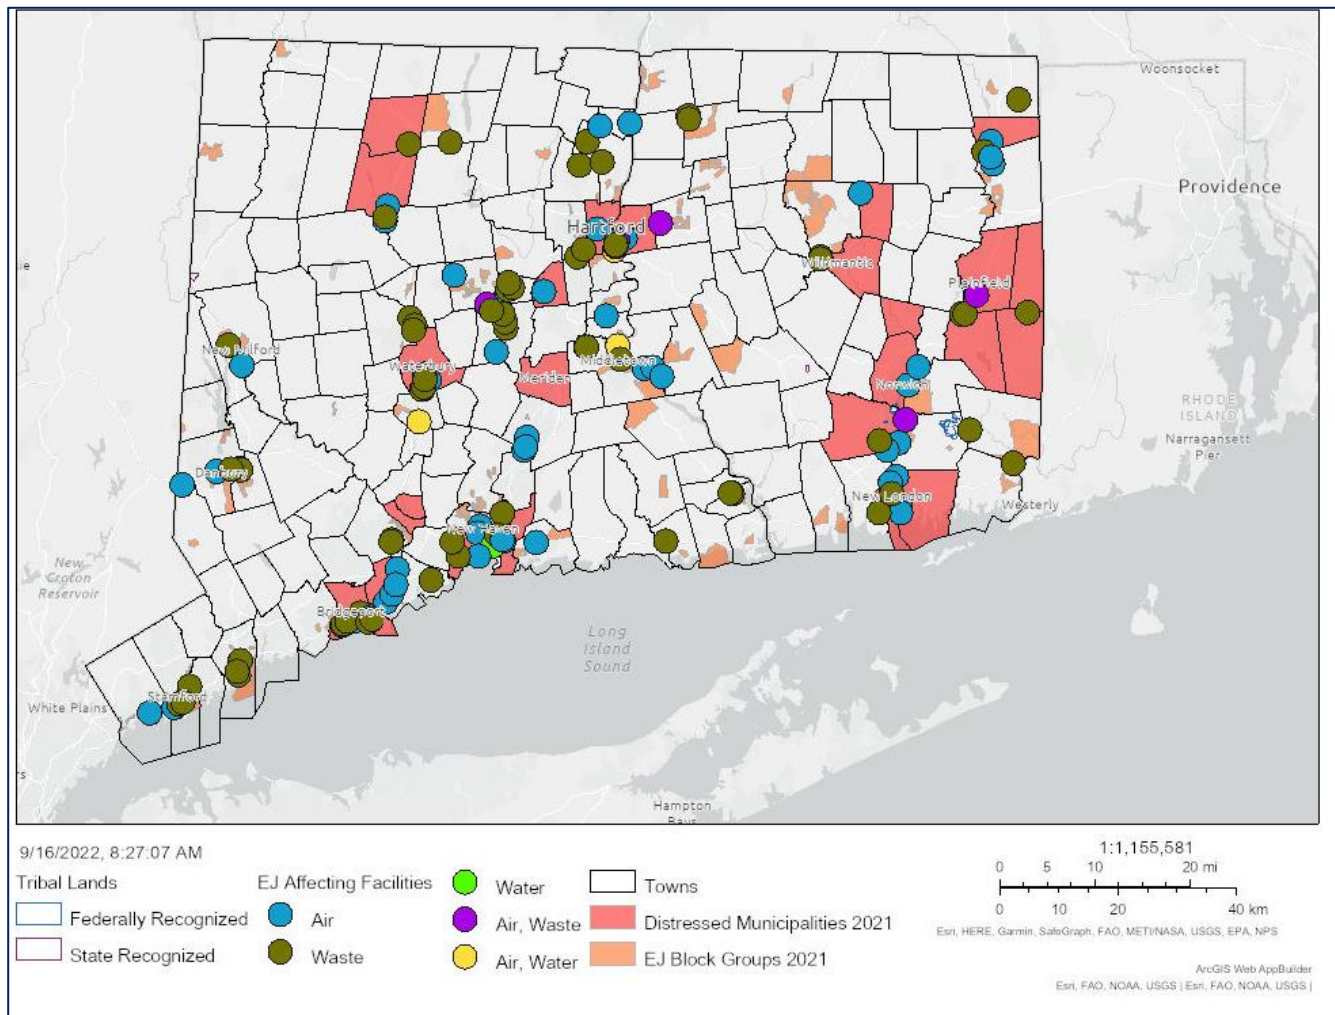 Woonsocket
Providence
Hartford
Willimantic
Plainfield
New Milford
Waterbury
Meriden
Middletown
Norwich
RHODE
ISLAND
Narragansett
Pier
Danbury
New London
Westerly
New Haven
New
Croton
Reservoir
Bridgeport
Long
Island
Sound
Stamford
White Plains
Hampton
Bays
9/16/2022, 8:27:07 AM
Tribal Lands
Federally Recognized
State Recognized
EJ Affecting Facilities
Air
Waste
Water
Air, Waste
Air, Water
Towns
Distressed Municipalities 2021
EJ Block Groups 2021
1:1,155,581
0 5 10 20 mi
0 10 20 40 km
Esri, HERE, Garmin, SafeGraph, FAO, METI/NASA, USGS, EPA, NPS
ArcGIS Web AppBuilder
Esri, FAO, NOAA, USGS | Esri, FAO, NOAA, USGS |